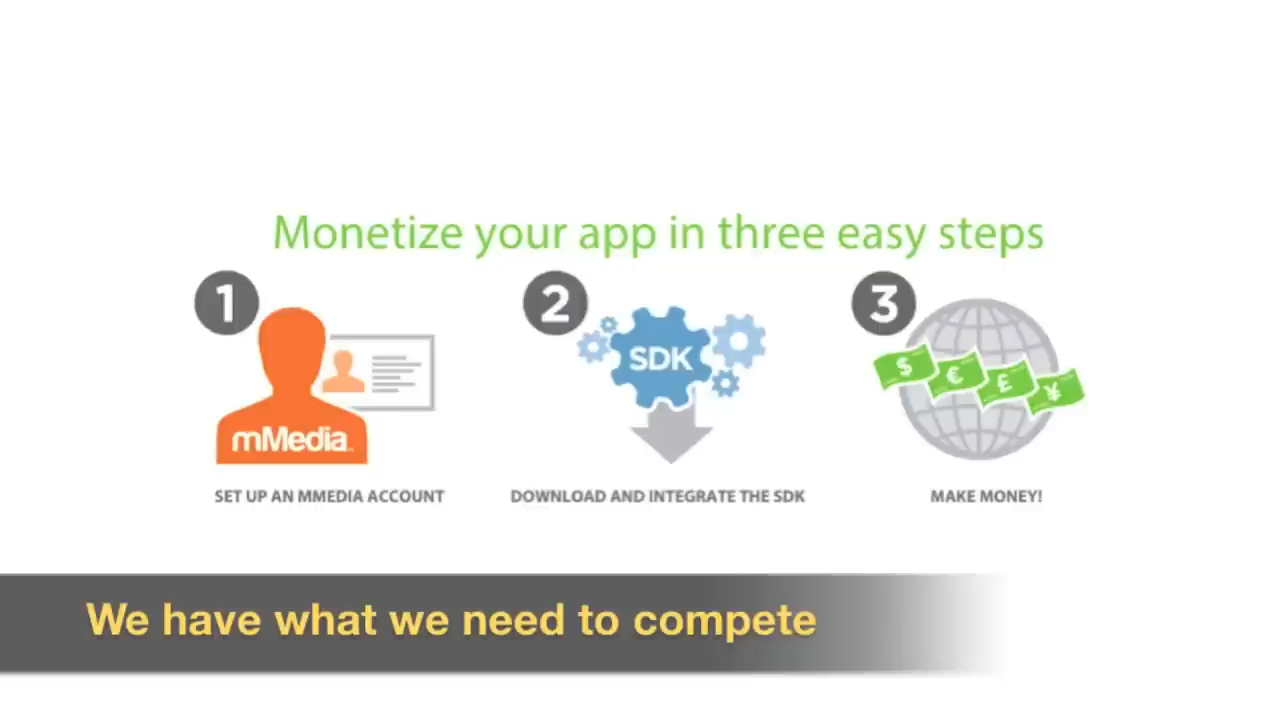 Monetize your app in three easy steps
1
2
3
SDK
$ € £ ¥
mMedia
SET UP AN MMEDIA ACCOUNT
DOWNLOAD AND INTEGRATE THE SDK
MAKE MONEY!
We have what we need to compete